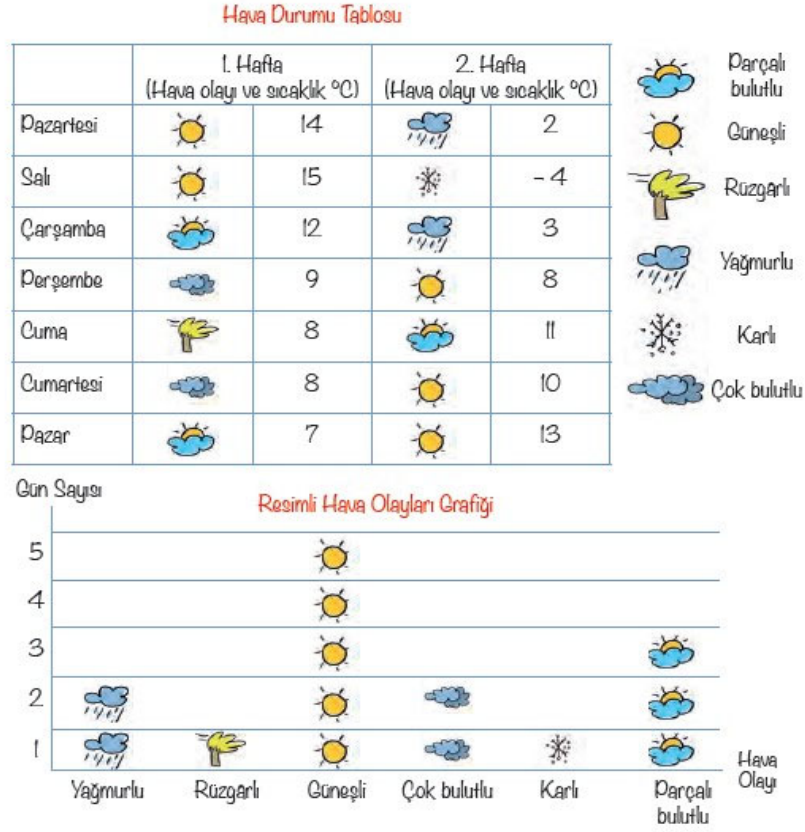 Hava Durumu Tablosu
1. Hafta
(Hava olayı ve sıcaklık °C)
2. Hafta
(Hava olayı ve sıcaklık °C)
Pazartesi 14 2
Salı 15 - 4
Çarşamba 12 3
Perşembe 9 8
Cuma 8 11
Cumartesi 8 10
Pazar 7 13
Parçalı
bulutlu
Güneşli
Rüzgârlı
Yağmurlu
Karlı
Çok bulutlu
Gün Sayısı
Resimli Hava Olayları Grafiği
5
4
3
2
1
Hava
Olayı
Yağmurlu Rüzgârlı Güneşli Çok bulutlu Karlı Parçalı
bulutlu